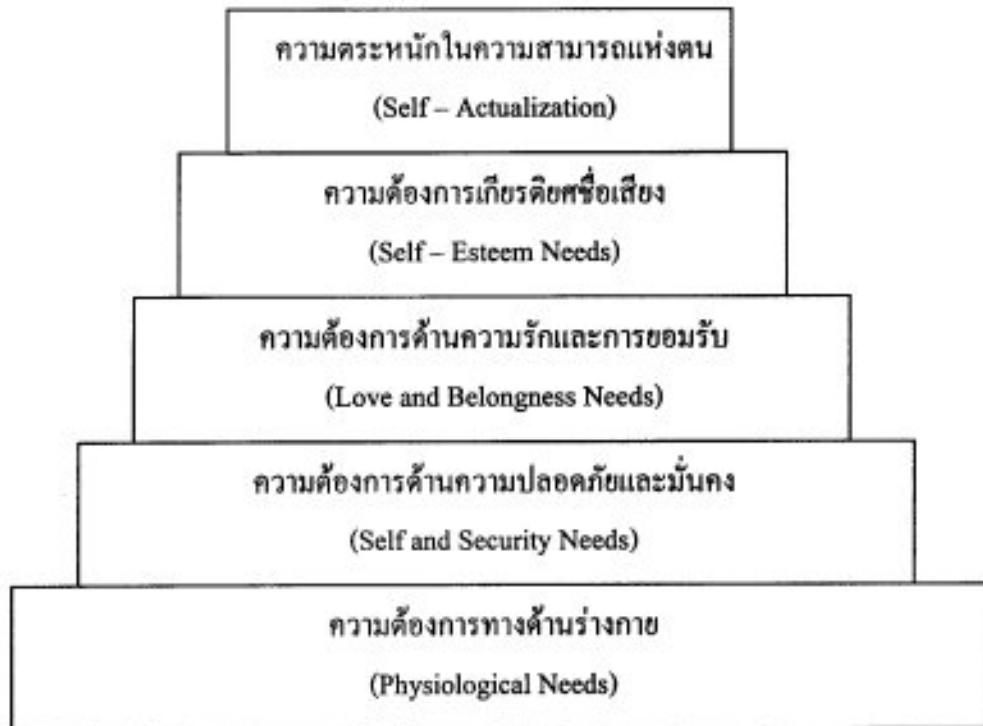 ความตระหนักในความสามารถแห่งตน
(Self – Actualization)
ความต้องการเกียรติยศชื่อเสียง
(Self – Esteem Needs)
ความต้องการด้านความรักและการยอมรับ
(Love and Belongness Needs)
ความต้องการด้านความปลอดภัยและมั่นคง
(Self and Security Needs)
ความต้องการทางด้านร่างกาย
(Physiological Needs)